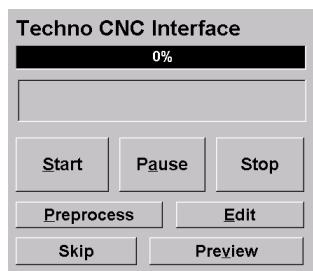 Techno CNC Interface
0%
Start Pause Stop
Preprocess Edit
Skip Preview